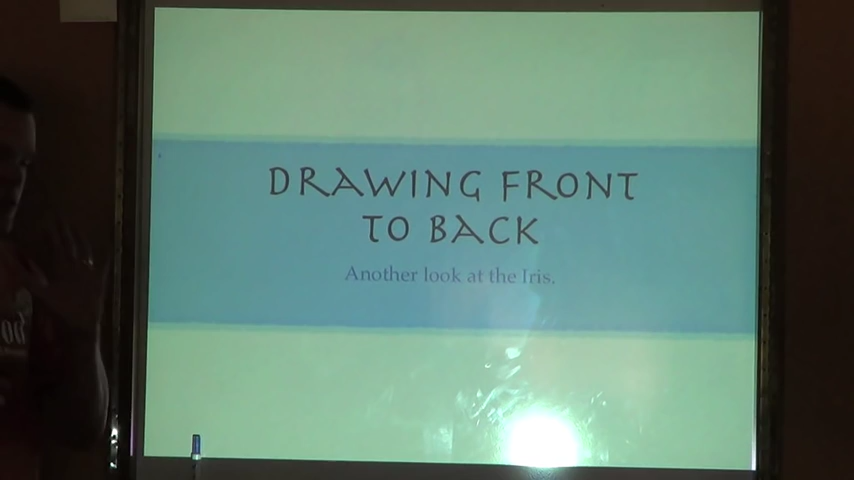 DRAWING FRONT
TO BACK
Another look at the Iris.